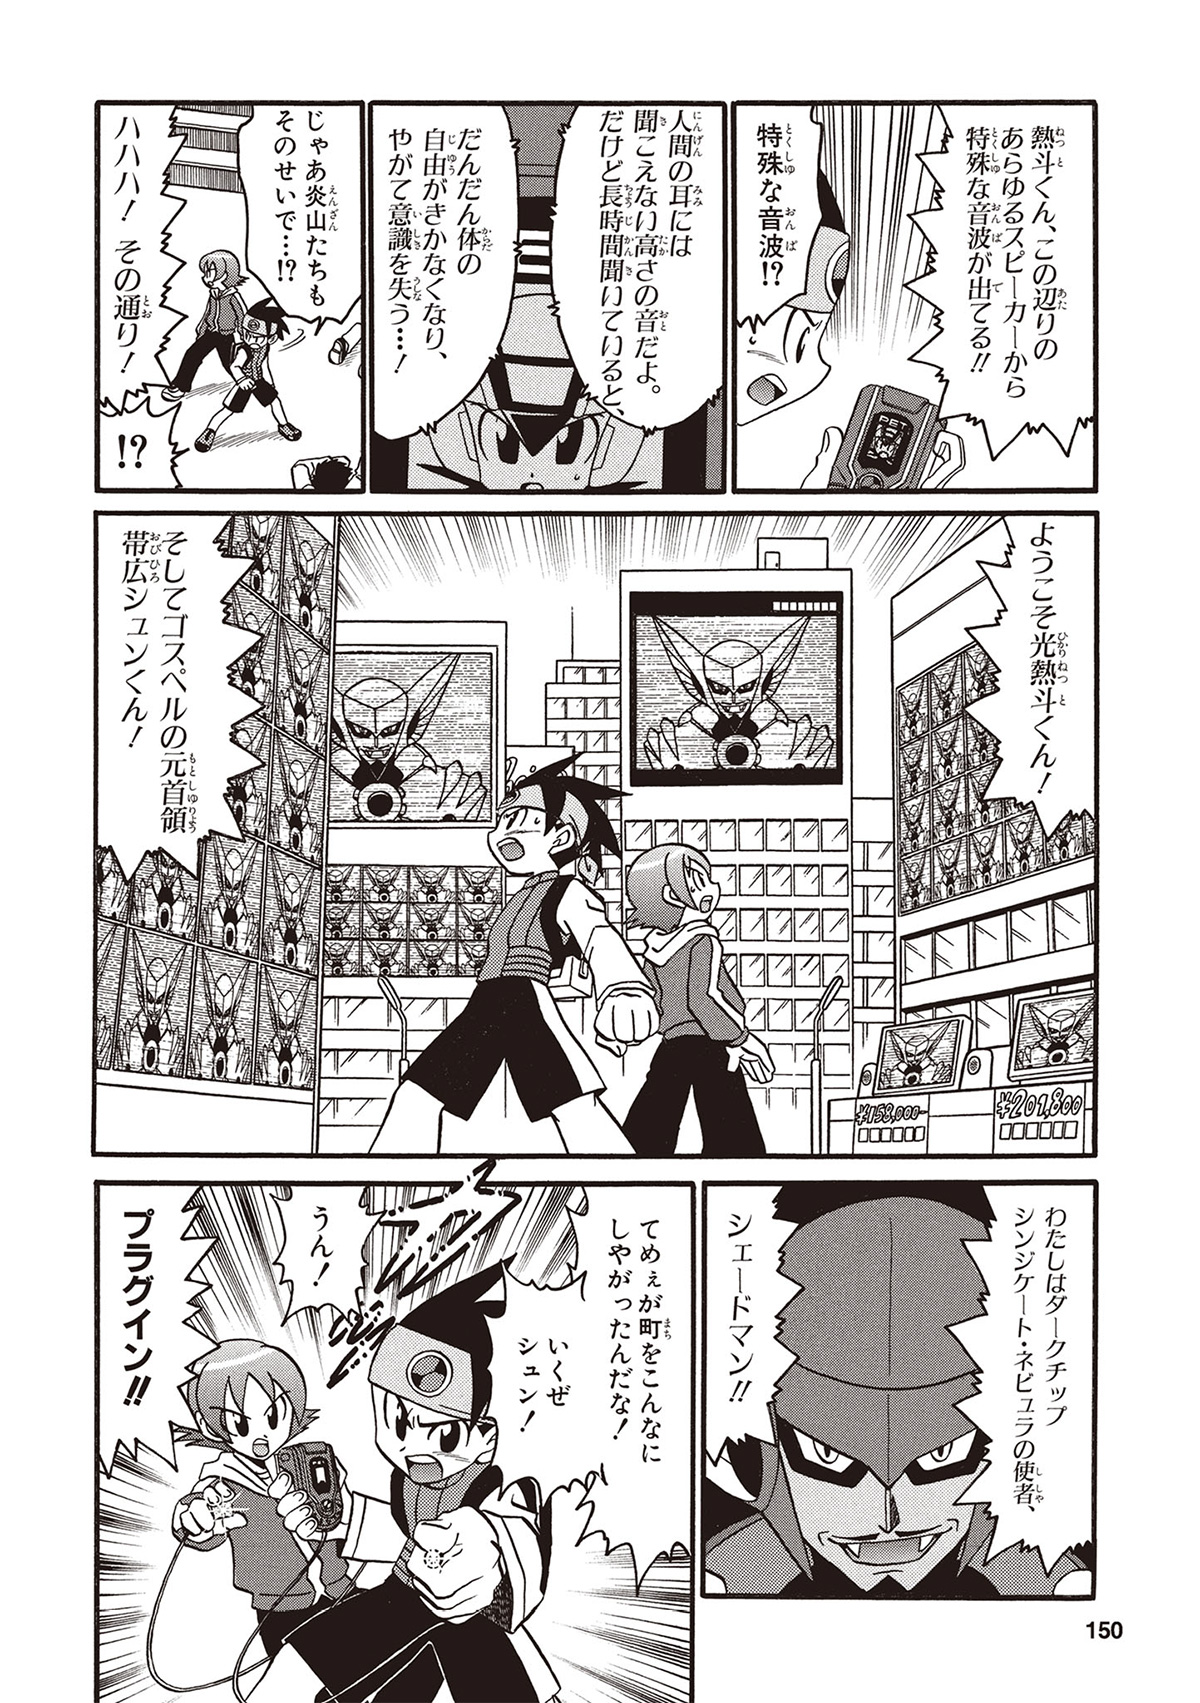 熱斗くん、この辺りの
あらゆるスピーカーから
特殊な音波が出てる!!
特殊な
音波!?
人間の耳には
聞こえない高さの音だよ。
だけど長時間聞いていると、
だんだん体の
自由がきかなくなり、
やがて意識を失う…!
じゃあ炎山たちも
そのせいで…!?
ハハハ! その通り!
!?
ようこそ光熱斗くん!
そしてゴスペルの元首領
帯広シュンくん!
¥158,000-
¥201,800
わたしはダークチップ
シンジケート・ネビュラの使者、
シェードマン!!
てめぇが町をこんなに
しやがったんだな!
いくぜ
シュン!
うん!
プラグイン!!
150